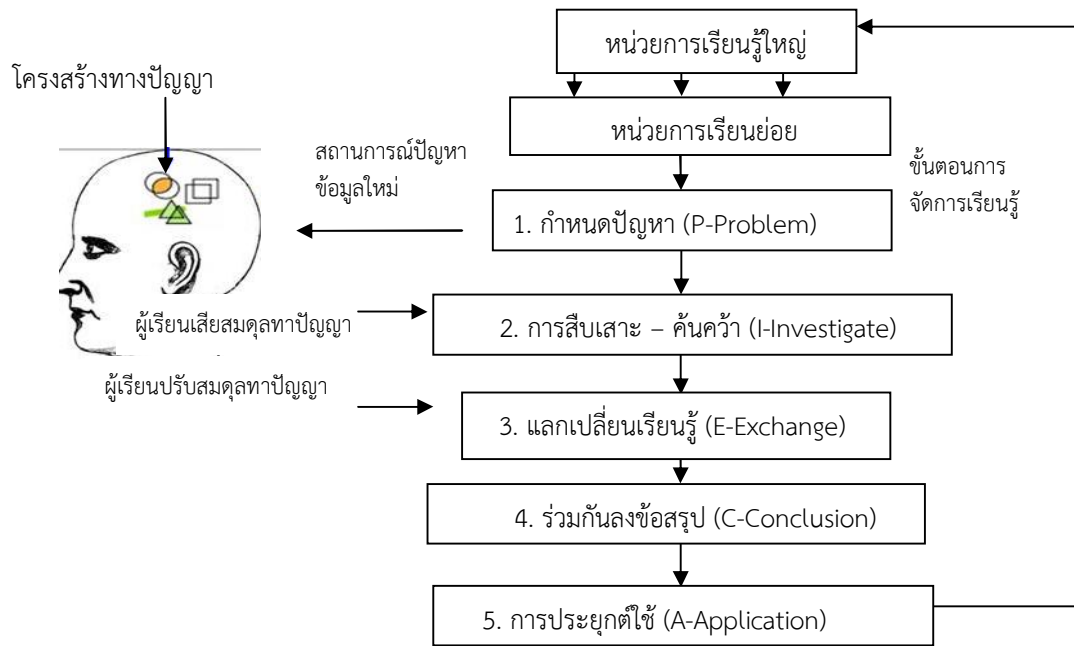 หน่วยการเรียนรู้ใหญ่
โครงสร้างทางปัญญา
หน่วยการเรียนย่อย
สถานการณ์ปัญหา
ข้อมูลใหม่
ขั้นตอนการ
จัดการเรียนรู้
1. กำหนดปัญหา (P-Problem)
ผู้เรียนเสียสมดุลทาปัญญา
2. การสืบเสาะ – ค้นคว้า (I-Investigate)
ผู้เรียนปรับสมดุลทาปัญญา
3. แลกเปลี่ยนเรียนรู้ (E-Exchange)
4. ร่วมกันลงข้อสรุป (C-Conclusion)
5. การประยุกต์ใช้ (A-Application)